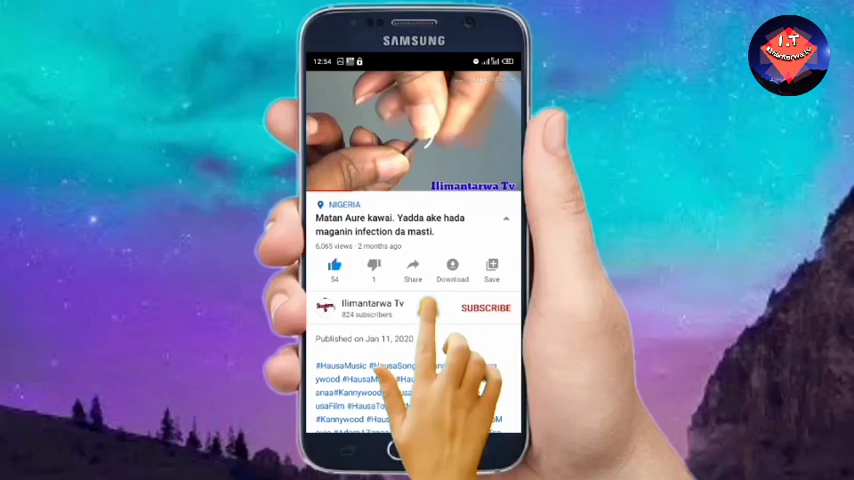 SAMSUNG
I.T
12:54
Ilimantarwa Tv
NIGERIA
Matan Aure kawai. Yadda ake hada
maganin infection da masti.
6,065 views · 2 months ago
54
1
Share
Download
Save
Ilimantarwa Tv
824 subscribers
SUBSCRIBE
Published on Jan 11, 2020
#HausaMusic
ywood
usaFilm
#Kannywood